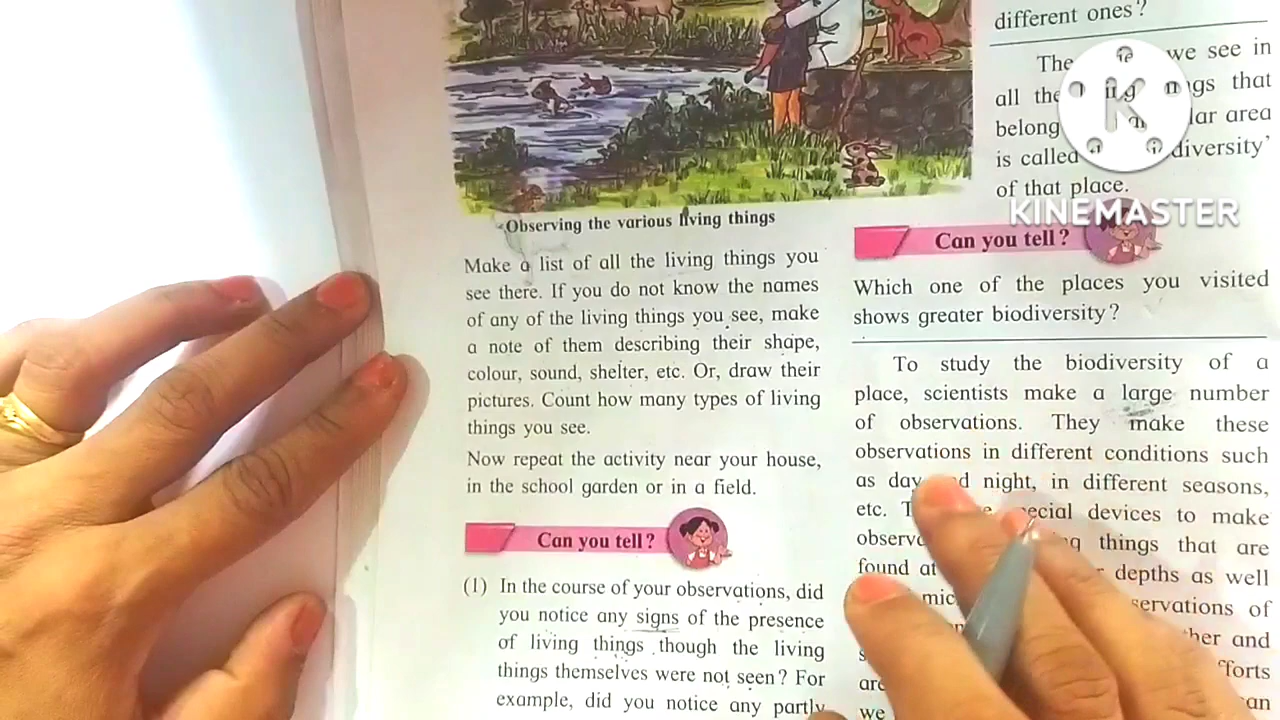 Observing the various living things
Make a list of all the living things you
see there. If you do not know the names
of any of the living things you see, make
a note of them describing their shape,
colour, sound, shelter, etc. Or, draw their
pictures. Count how many types of living
things you see.
Now repeat the activity near your house,
in the school garden or in a field.
Can you tell?
(1) In the course of your observations, did
you notice any signs of the presence
of living things though the living
things themselves were not seen? For
example, did you notice any partly
different ones?
The we see in
all the
that
belong area
is called
of that place.
KINEMASTER
Can you tell?
Which one of the places you visited
shows greater biodiversity?
To study the biodiversity of a
place, scientists make a large number
of observations. They make these
observations in different conditions such
as day night, in different seasons,
etc. devices to make
things that are
found at depths as well
of
and
are
we